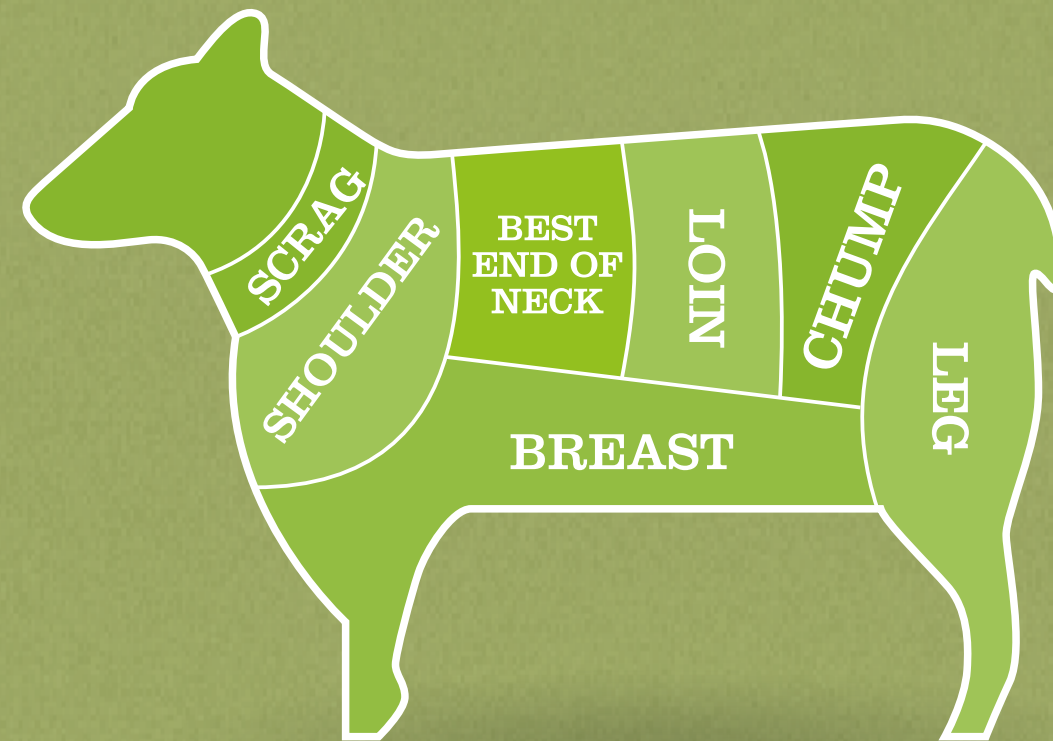 SCRAG
SHOULDER
BEST
END OF
NECK
LOIN
CHUMP
LEG
BREAST